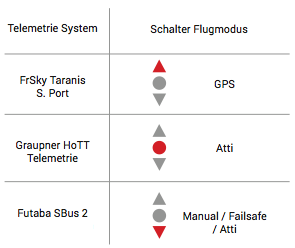 Telemetrie System
Schalter Flugmodus
FrSky Taranis
S. Port
GPS
Graupner HoTT
Telemetrie
Atti
Futaba SBus 2
Manual / Failsafe
/ Atti